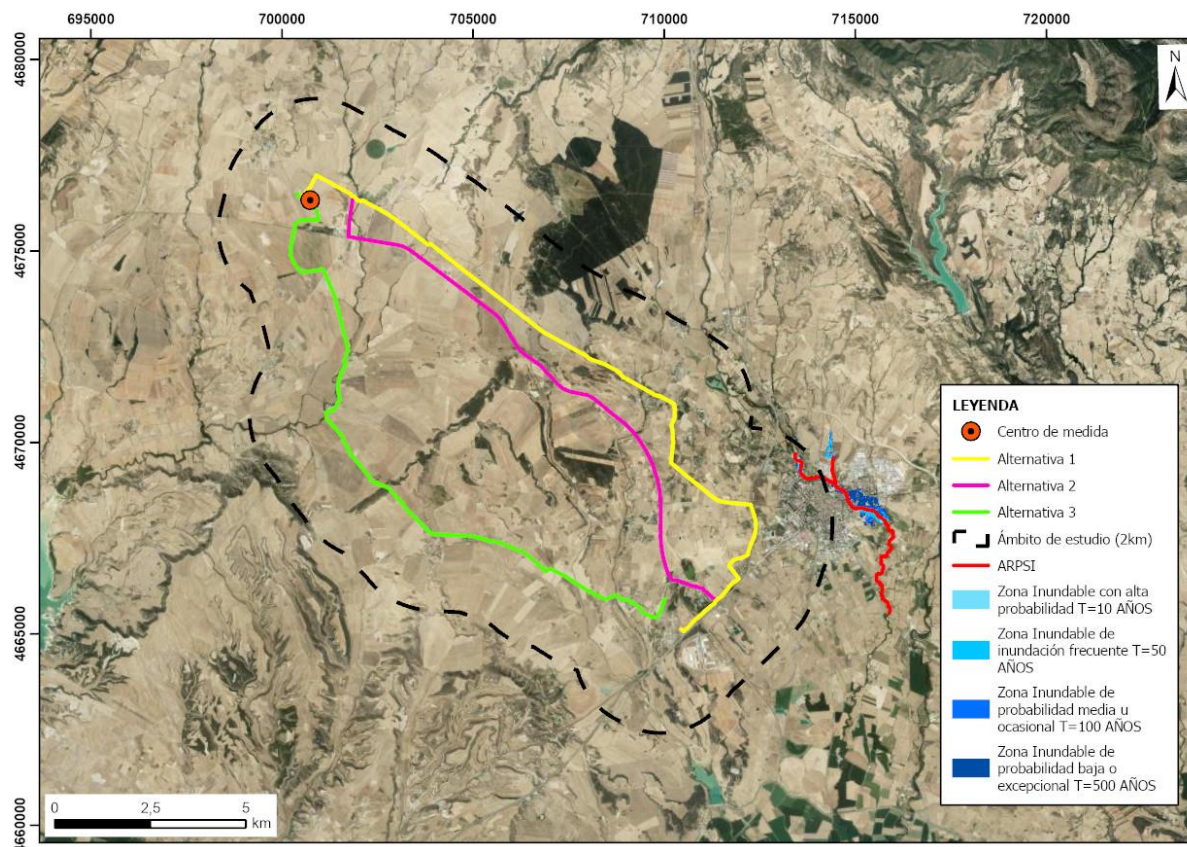 695000 700000 705000 710000 715000 720000
4680000
4675000
4670000
4665000
4660000
N
LEYENDA
Centro de medida
Alternativa 1
Alternativa 2
Alternativa 3
Ámbito de estudio (2km)
ARPSI
Zona Inundable con alta
probabilidad T=10 AÑOS
Zona Inundable de
inundación frecuente T=50
AÑOS
Zona Inundable de
probabilidad media u
ocasional T=100 AÑOS
Zona Inundable de
probabilidad baja o
excepcional T=500 AÑOS
0 2,5 5
km